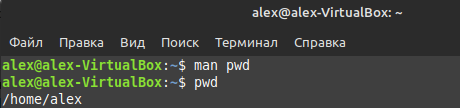 alex@alex-VirtualBox: ~
Файл Правка Вид Поиск Терминал Справка
alex@alex-VirtualBox:~$ man pwd
alex@alex-VirtualBox:~$ pwd
/home/alex